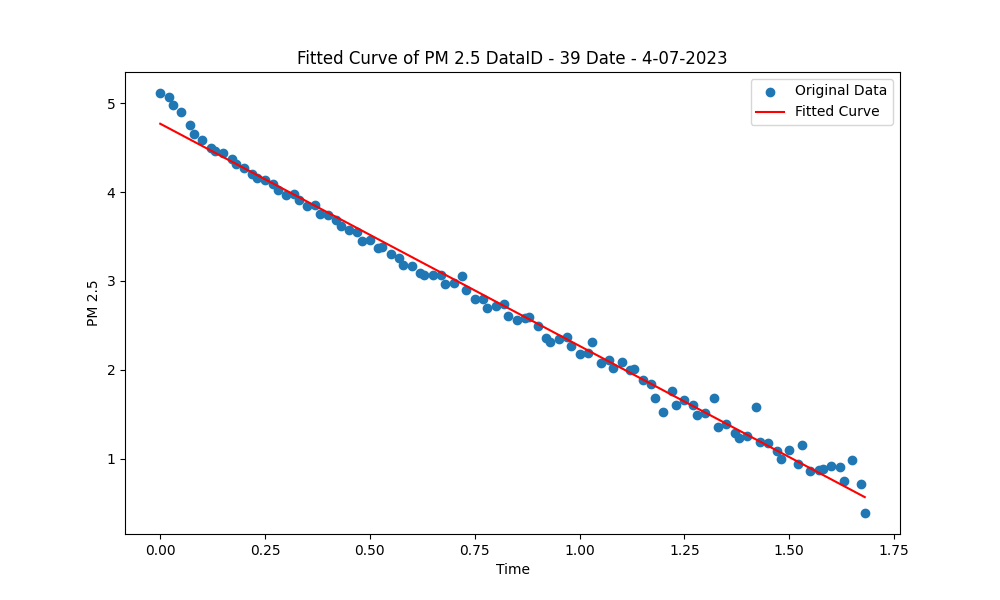 Fitted Curve of PM 2.5 DataID - 39 Date - 4-07-2023
Original Data
Fitted Curve
5
4
3
2
1
PM 2.5
0.00 0.25 0.50 0.75 1.00 1.25 1.50 1.75
Time